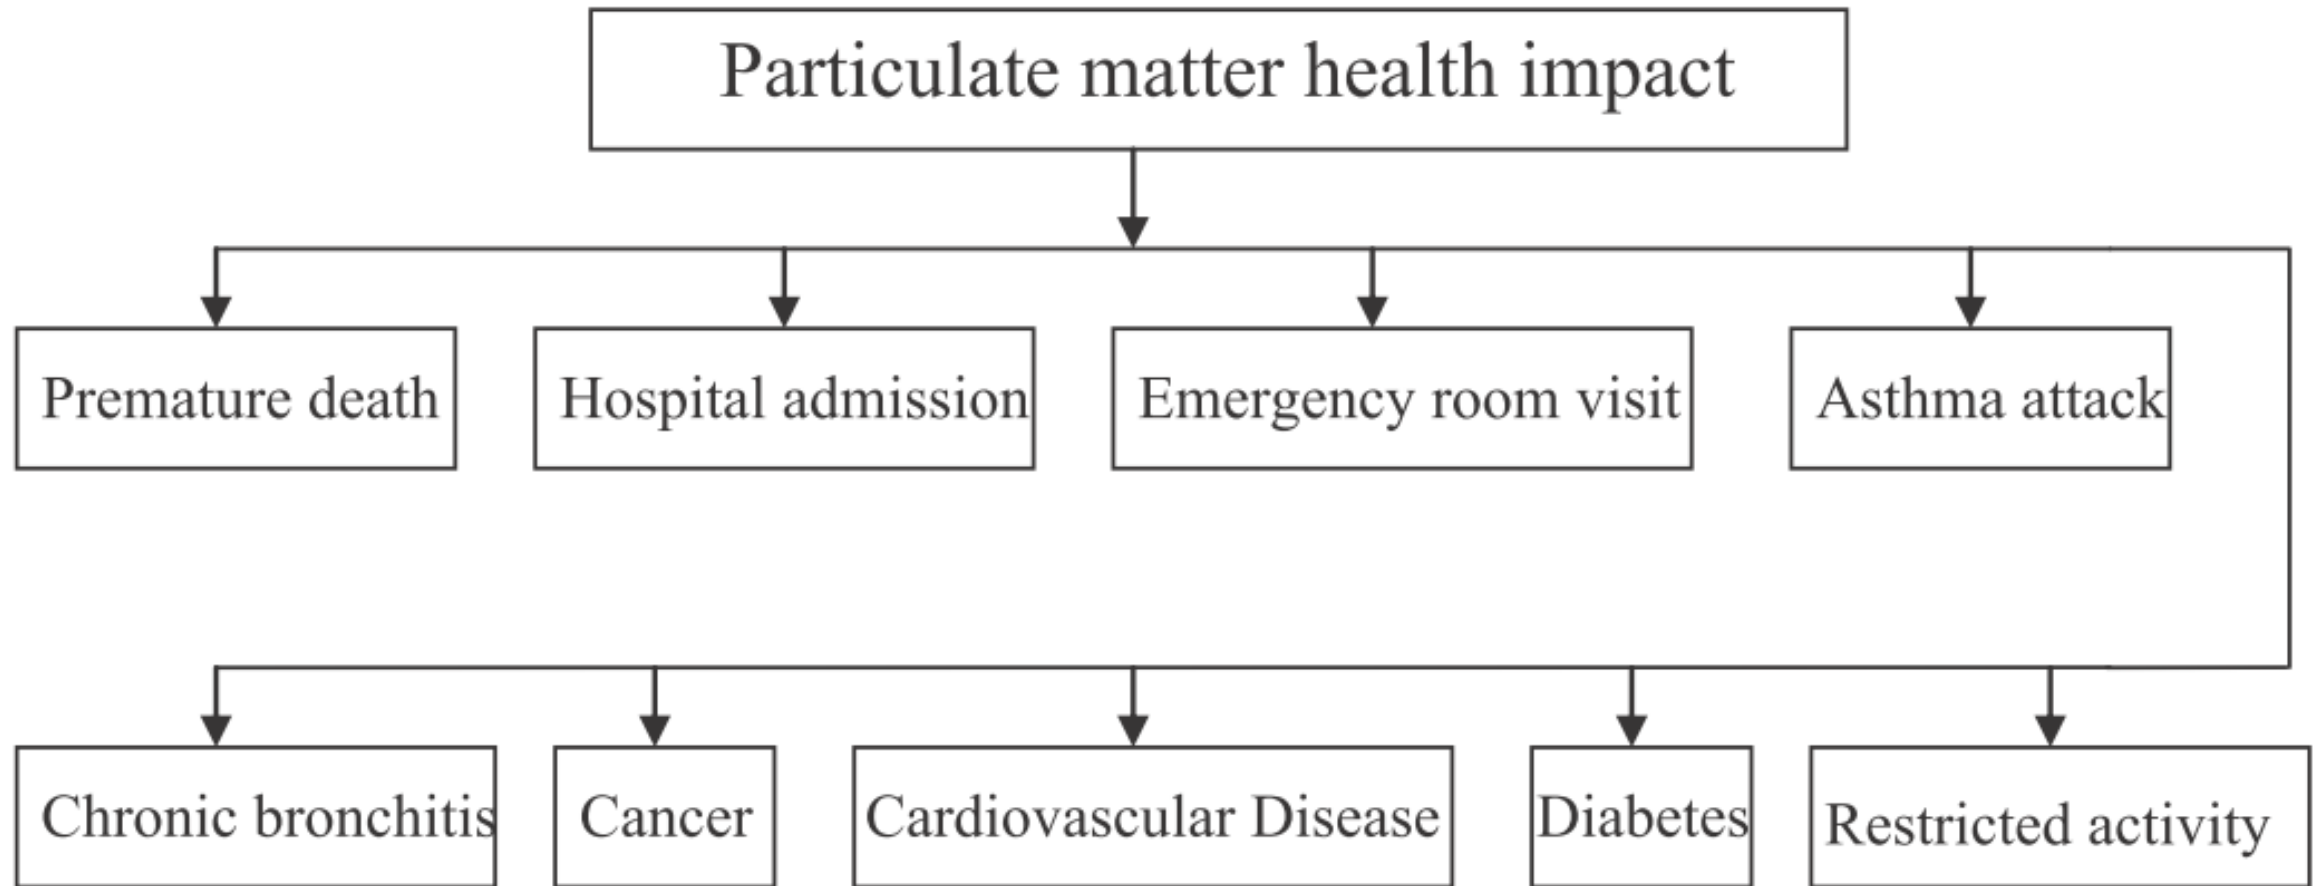 Particulate matter health impact
Premature death
Hospital admission
Emergency room visit
Asthma attack
Chronic bronchitis
Cancer
Cardiovascular Disease
Diabetes
Restricted activity